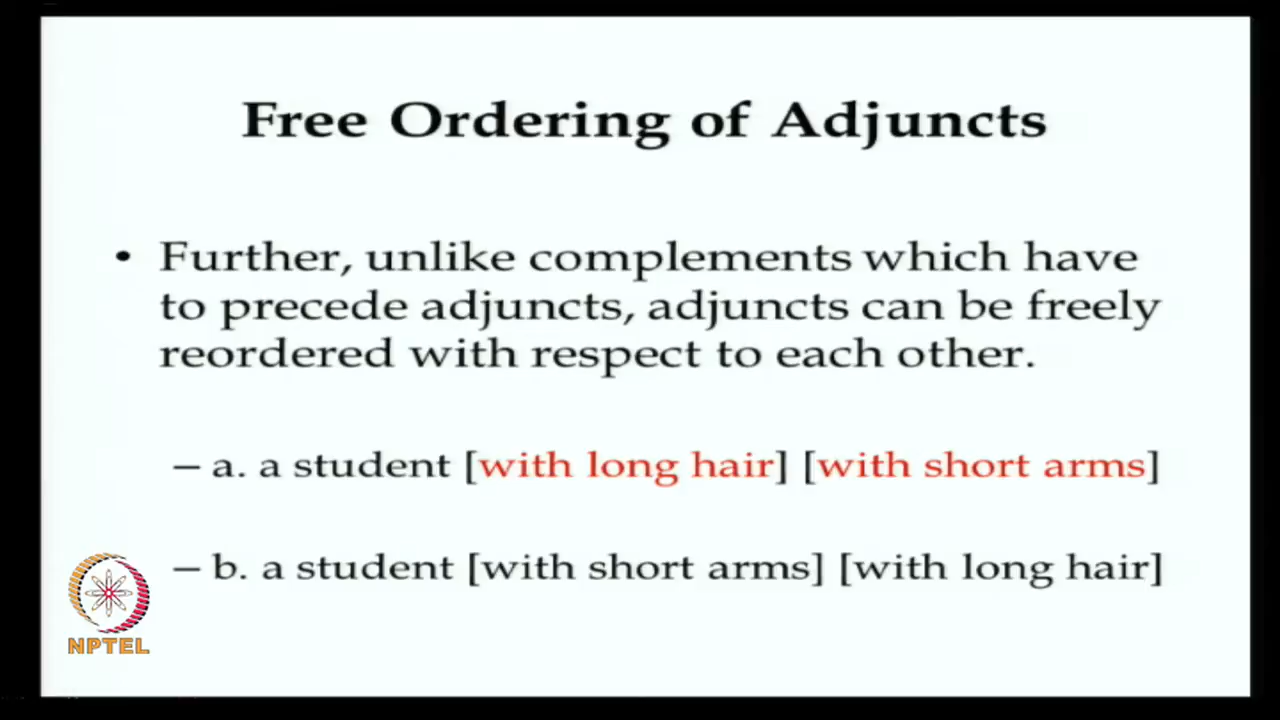 Free Ordering of Adjuncts
• Further, unlike complements which have
to precede adjuncts, adjuncts can be freely
reordered with respect to each other.
– a. a student [with long hair] [with short arms]
– b. a student [with short arms] [with long hair]
NPTEL